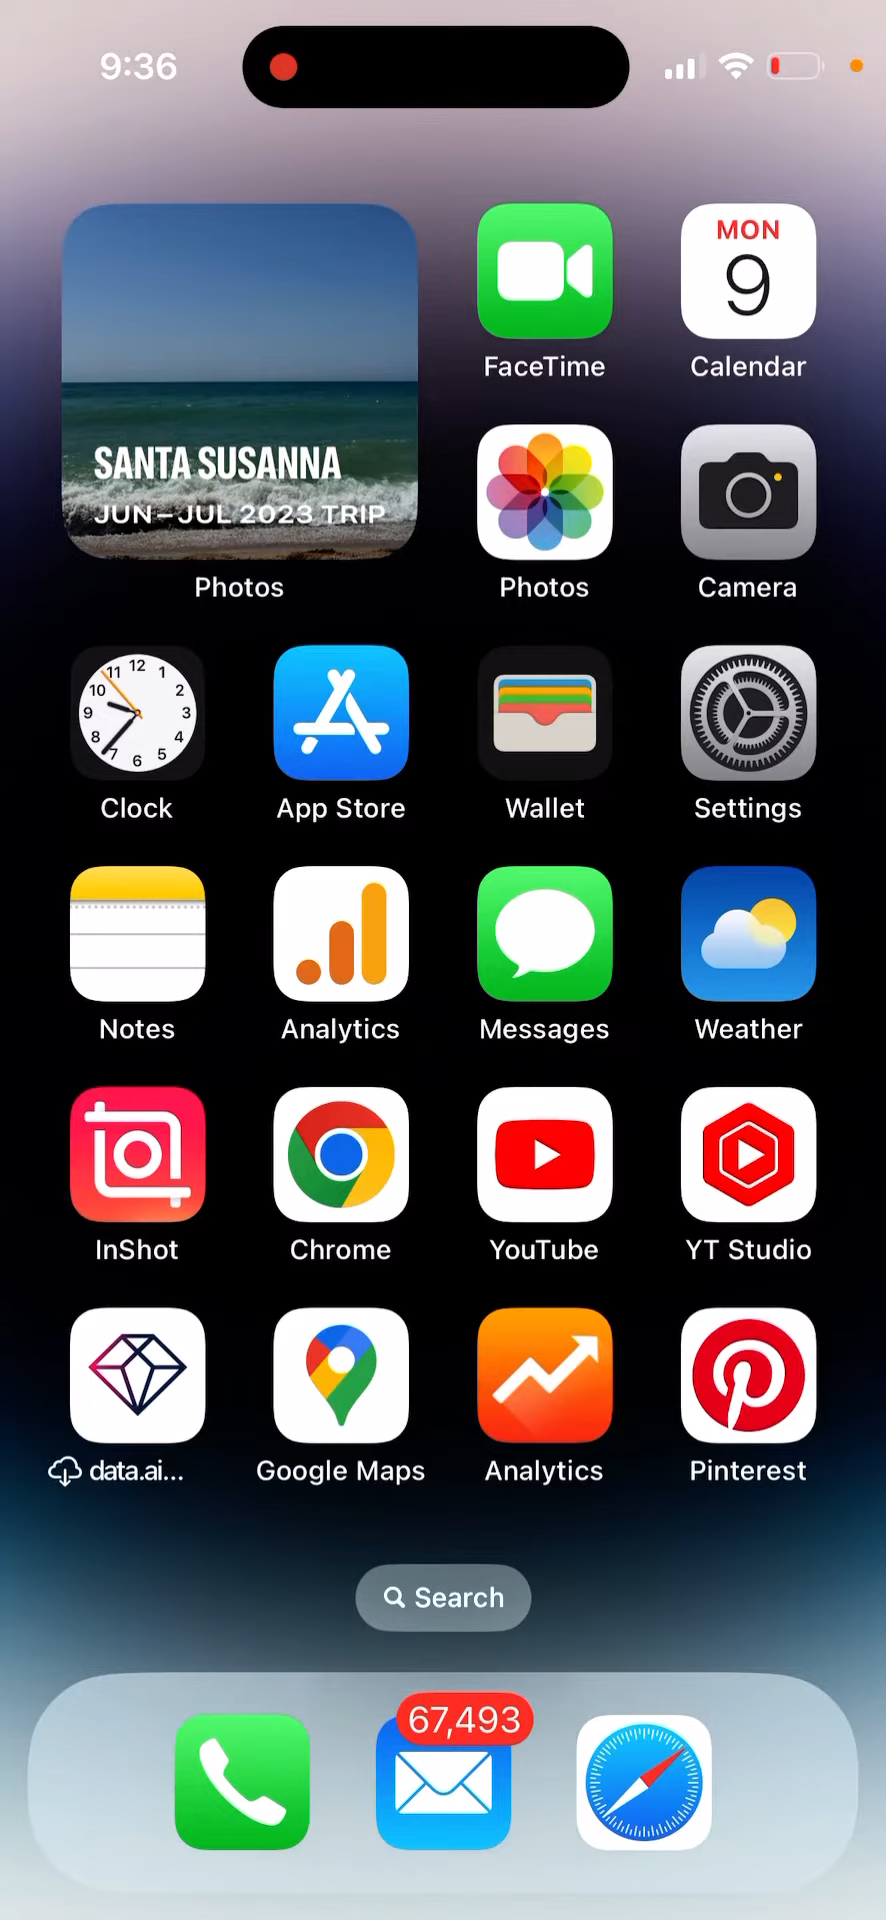 9:36
SANTA SUSANNA
JUN – JUL 2023 TRIP
Photos
FaceTime
MON
9
Calendar
Photos
Camera
12
1
2
3
4
5
6
7
8
9
10
11
Clock
App Store
Wallet
Settings
Notes
Analytics
Messages
Weather
InShot
Chrome
YouTube
YT Studio
data.ai...
Google Maps
Analytics
Pinterest
Search
67,493